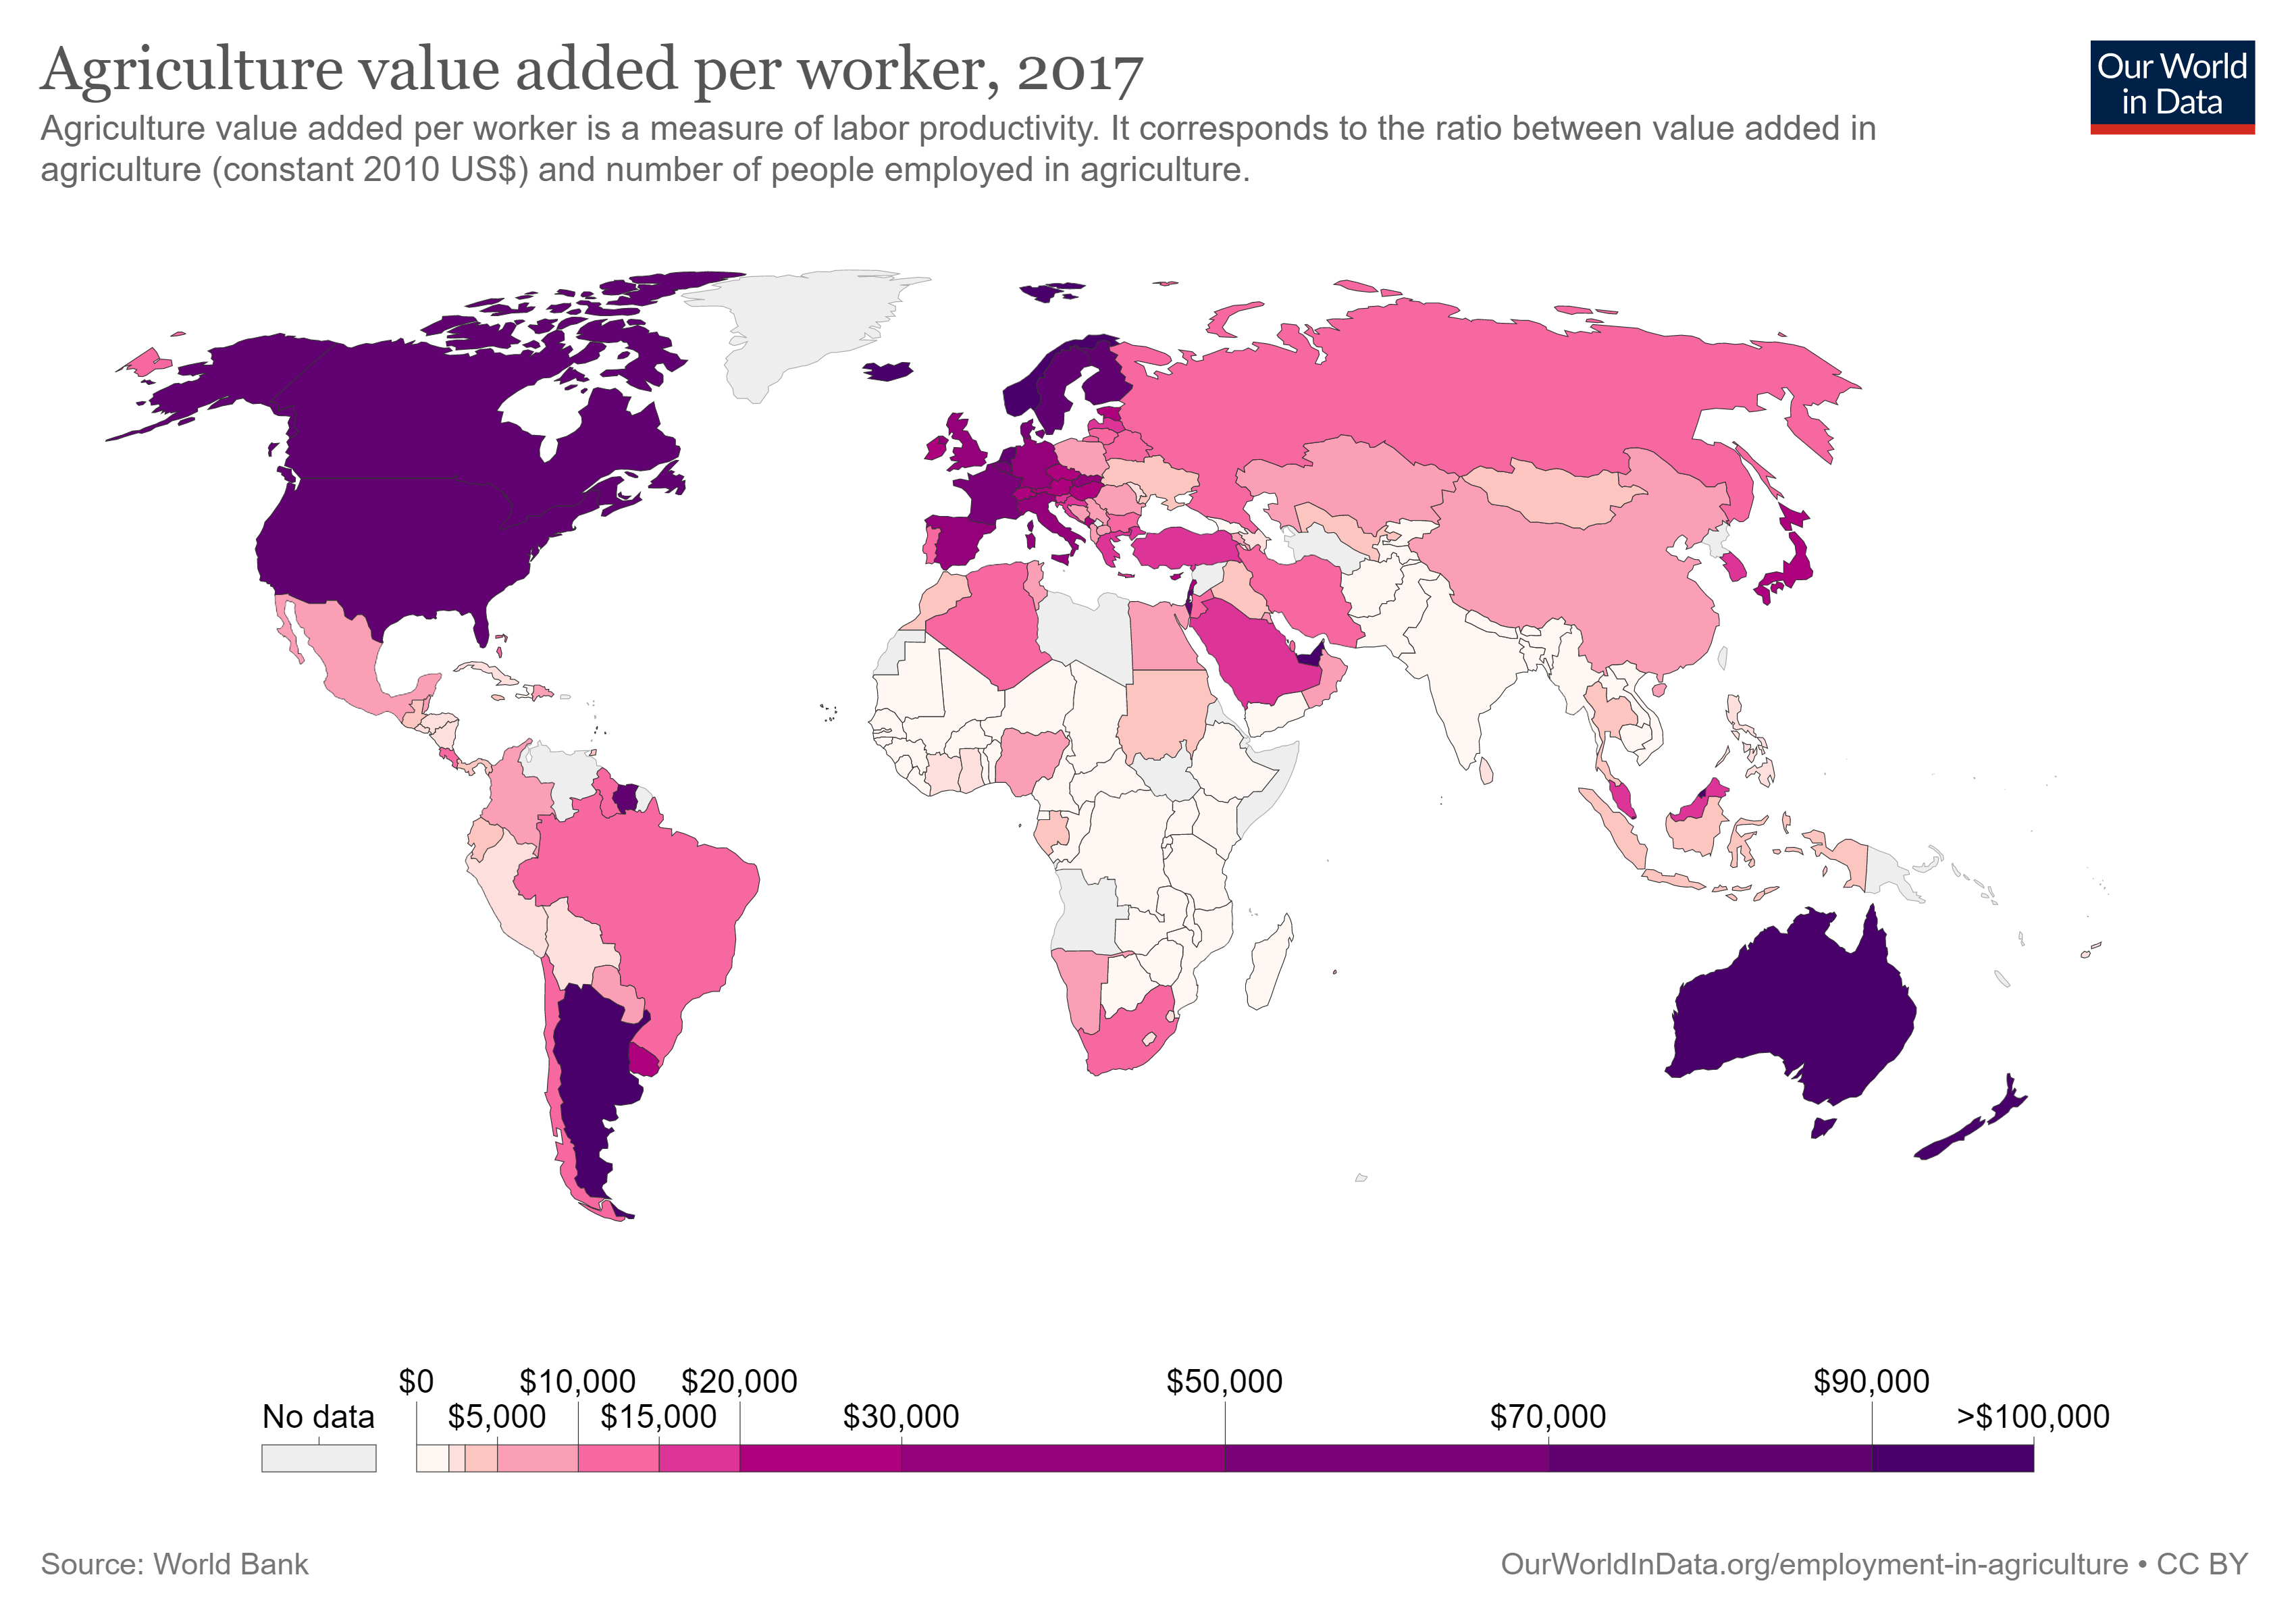 Agriculture value added per worker, 2017
Our World
in Data
Agriculture value added per worker is a measure of labor productivity. It corresponds to the ratio between value added in
agriculture (constant 2010 US$) and number of people employed in agriculture.
$0 $10,000 $20,000 $50,000 $90,000
No data $5,000 $15,000 $30,000 $70,000 >$100,000
Source: World Bank
OurWorldInData.org/employment-in-agriculture • CC BY